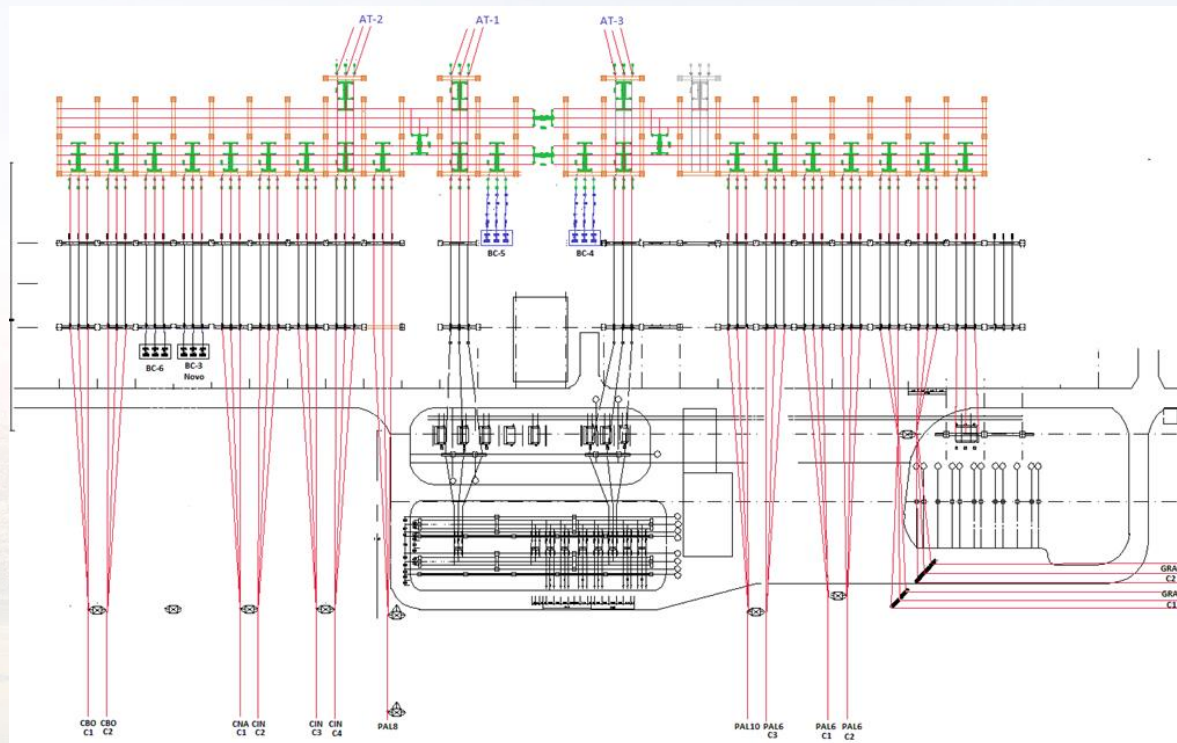 AT-2
AT-1
AT-3
BC-5
BC-4
BC-6
BC-3
Novo
GRA
C2
GRA
C1
CBO
C1
CBO
C2
CNA
C1
CIN
C2
CIN
C3
CIN
C4
PAL8
PAL10
PAL6
C3
PAL6
C1
PAL6
C2